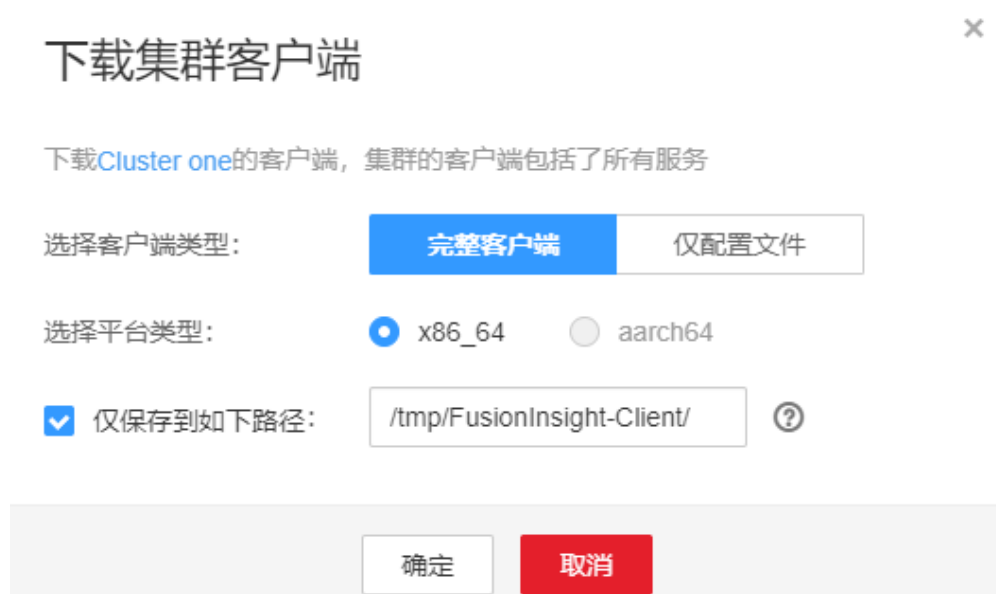 下载集群客户端
下载Cluster one的客户端，集群的客户端包括了所有服务
选择客户端类型： 完整客户端 仅配置文件
选择平台类型： x86_64 aarch64
仅保存到如下路径： /tmp/FusionInsight-Client/
确定 取消